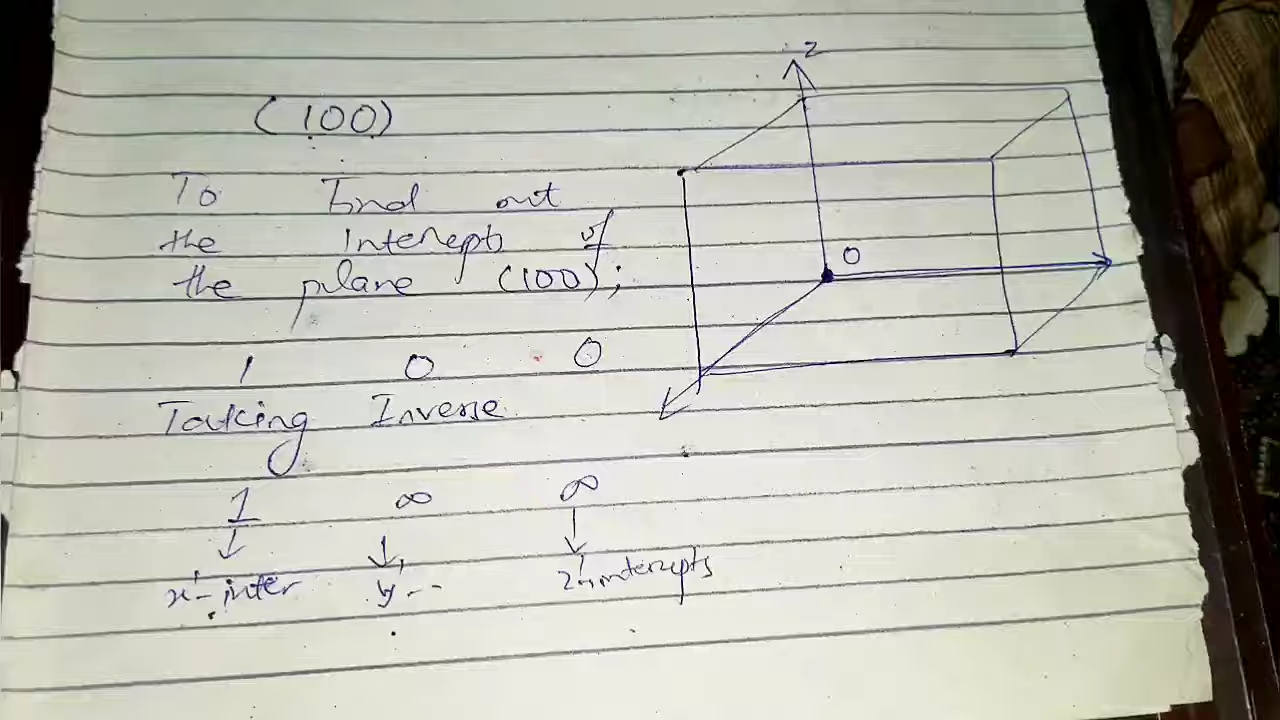 (100)
To Find out
the Intercepts of
the plane (100);
1 0 0
Taking Inverse
1 ∞ ∞
x-inter y-- z-intercepts
z
O